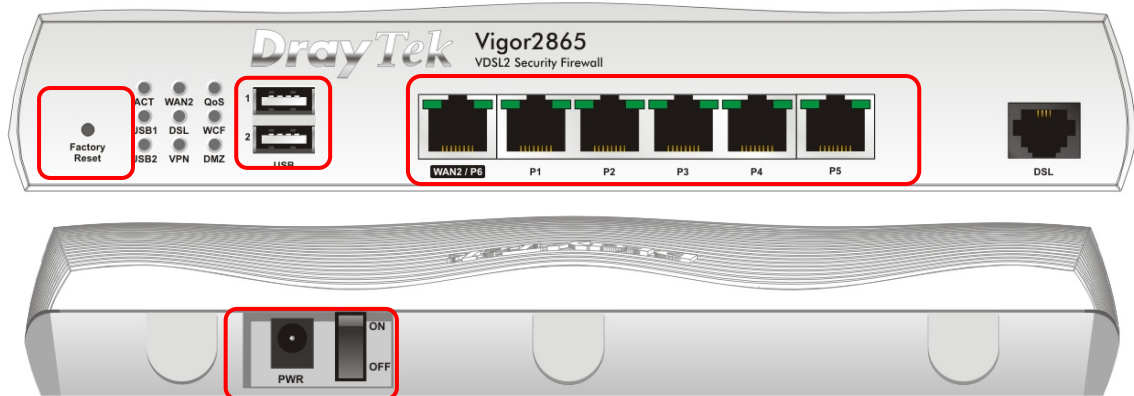 DrayTek
Vigor2865
VDSL2 Security Firewall
Factory
Reset
ACT WAN2 QoS
USB1 DSL WCF
USB2 VPN DMZ
1
2
USB
WAN2 / P6
P1
P2
P3
P4
P5
DSL
PWR
ON
OFF